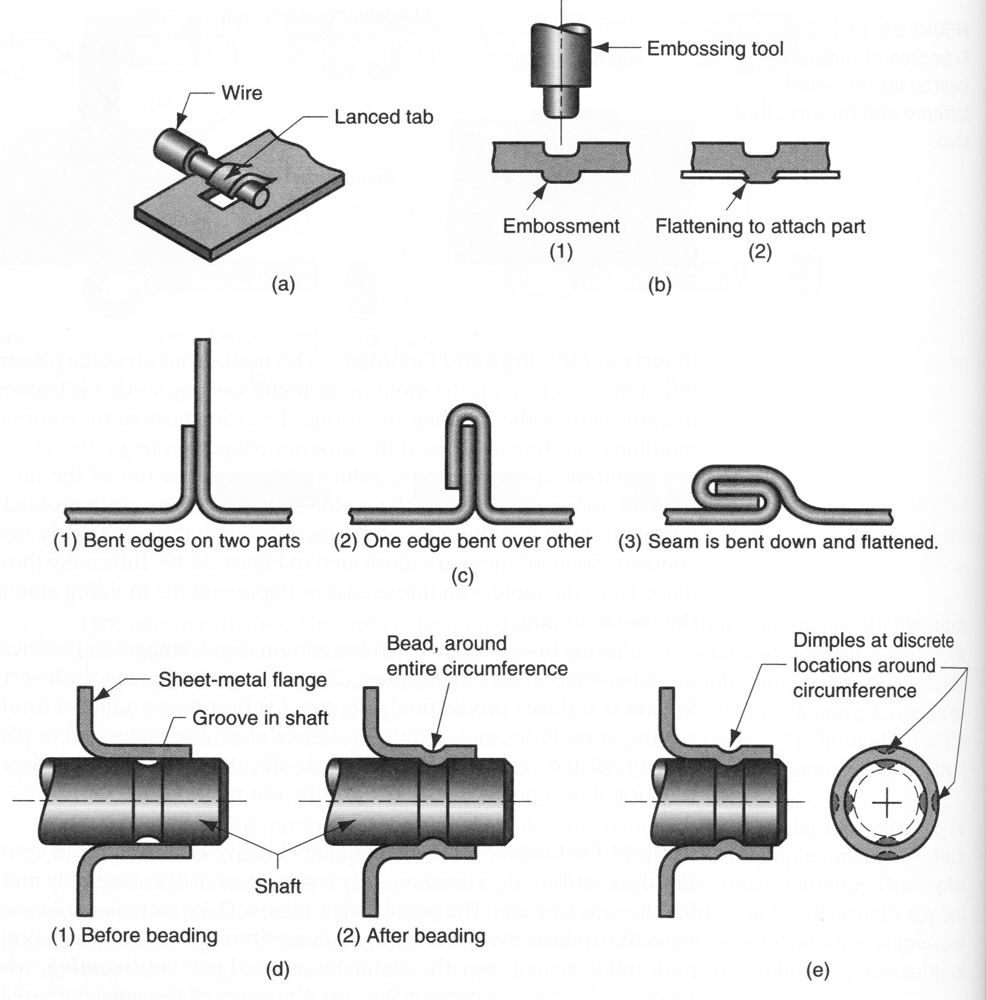 Embossing tool
Wire
Lanced tab
Embossment
(1)
Flattening to attach part
(2)
(a)
(b)
(1) Bent edges on two parts
(2) One edge bent over other
(3) Seam is bent down and flattened.
(c)
Bead, around
entire circumference
Dimples at discrete
locations around
circumference
Sheet-metal flange
Groove in shaft
Shaft
(1) Before beading
(2) After beading
(d)
(e)